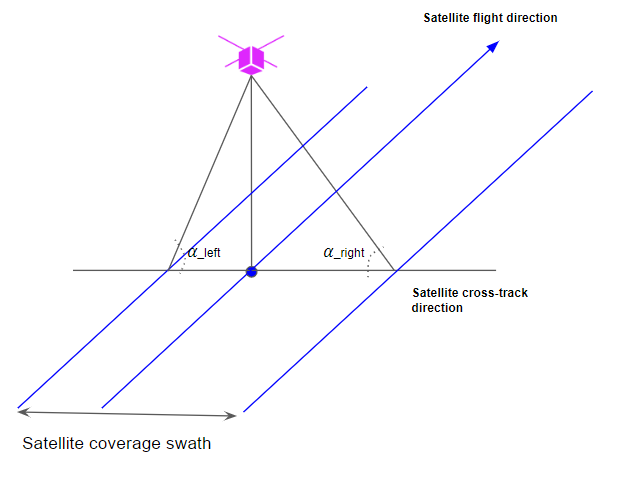 Satellite flight direction
α_left
α_right
Satellite cross-track
direction
Satellite coverage swath